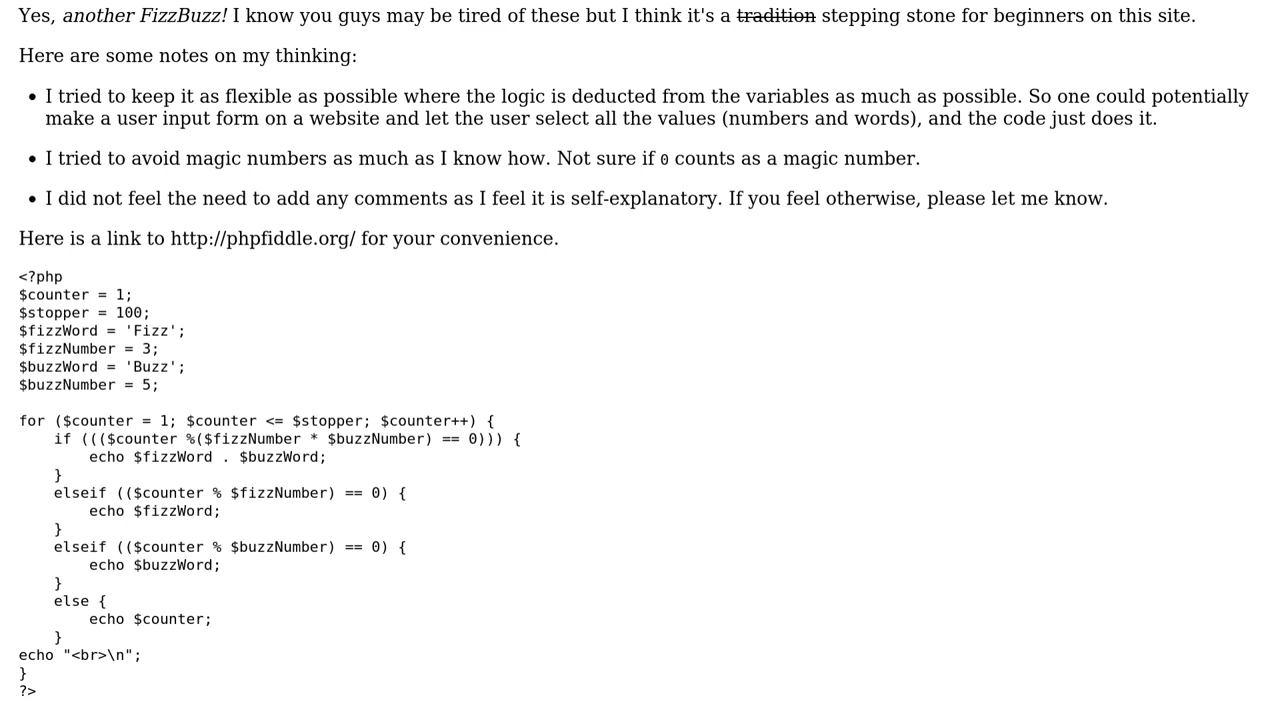 Yes, another FizzBuzz! I know you guys may be tired of these but I think it's a tradition stepping stone for beginners on this site.
Here are some notes on my thinking:
• I tried to keep it as flexible as possible where the logic is deducted from the variables as much as possible. So one could potentially
make a user input form on a website and let the user select all the values (numbers and words), and the code just does it.
• I tried to avoid magic numbers as much as I know how. Not sure if 0 counts as a magic number.
• I did not feel the need to add any comments as I feel it is self-explanatory. If you feel otherwise, please let me know.
Here is a link to http://phpfiddle.org/ for your convenience.
<?php
$counter = 1;
$stopper = 100;
$fizzWord = 'Fizz';
$fizzNumber = 3;
$buzzWord = 'Buzz';
$buzzNumber = 5;

for ($counter = 1; $counter <= $stopper; $counter++) {
    if ((($counter %($fizzNumber * $buzzNumber) == 0))) {
        echo $fizzWord . $buzzWord;
    }
    elseif (($counter % $fizzNumber) == 0) {
        echo $fizzWord;
    }
    elseif (($counter % $buzzNumber) == 0) {
        echo $buzzWord;
    }
    else {
        echo $counter;
    }
echo "<br>\n";
}
?>